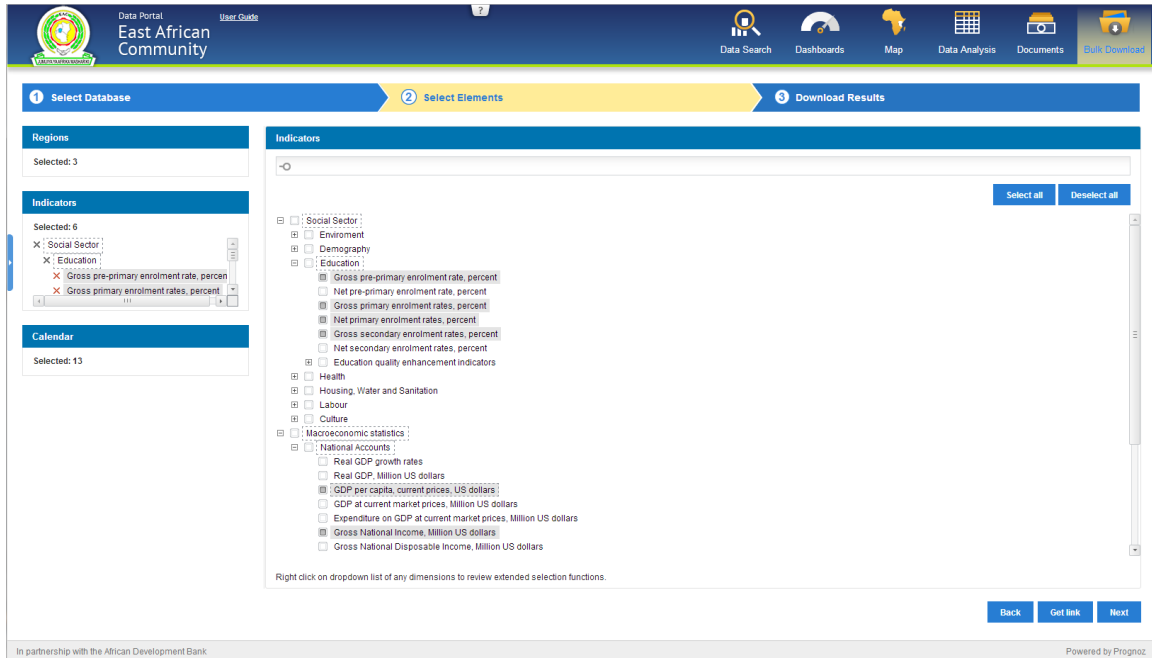 Data Portal
User Guide
East African
Community
?
Data Search
Dashboards
Map
Data Analysis
Documents
Bulk Download
1 Select Database
2 Select Elements
3 Download Results
Regions
Selected: 3
Indicators
Selected: 6
Social Sector
Education
Gross pre-primary enrolment rate, percen
Gross primary enrolment rates, percent
Calendar
Selected: 13
Indicators
Select all
Deselect all
Social Sector
Enviroment
Demography
Education
Gross pre-primary enrolment rate, percent
Net pre-primary enrolment rate, percent
Gross primary enrolment rates, percent
Net primary enrolment rates, percent
Gross secondary enrolment rates, percent
Net secondary enrolment rates, percent
Education quality enhancement indicators
Health
Housing, Water and Sanitation
Labour
Culture
Macroeconomic statistics
National Accounts
Real GDP growth rates
Real GDP, Million US dollars
GDP per capita, current prices, US dollars
GDP at current market prices, Million US dollars
Expenditure on GDP at current market prices, Million US dollars
Gross National Income, Million US dollars
Gross National Disposable Income, Million US dollars
Right click on dropdown list of any dimensions to review extended selection functions.
Back
Get link
Next
In partnership with the African Development Bank
Powered by Prognoz